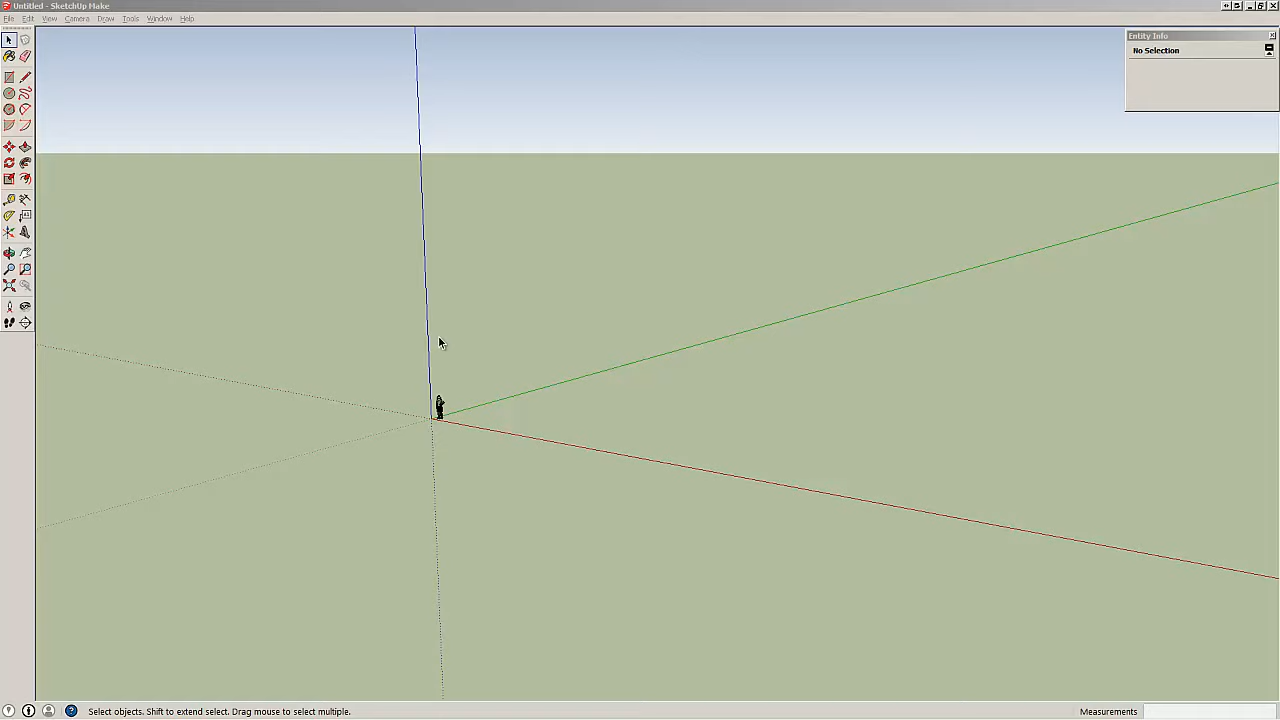 Untitled - SketchUp Make
File Edit View Camera Draw Tools Window Help
Entity Info
No Selection
Select objects. Shift to extend select. Drag mouse to select multiple.
Measurements